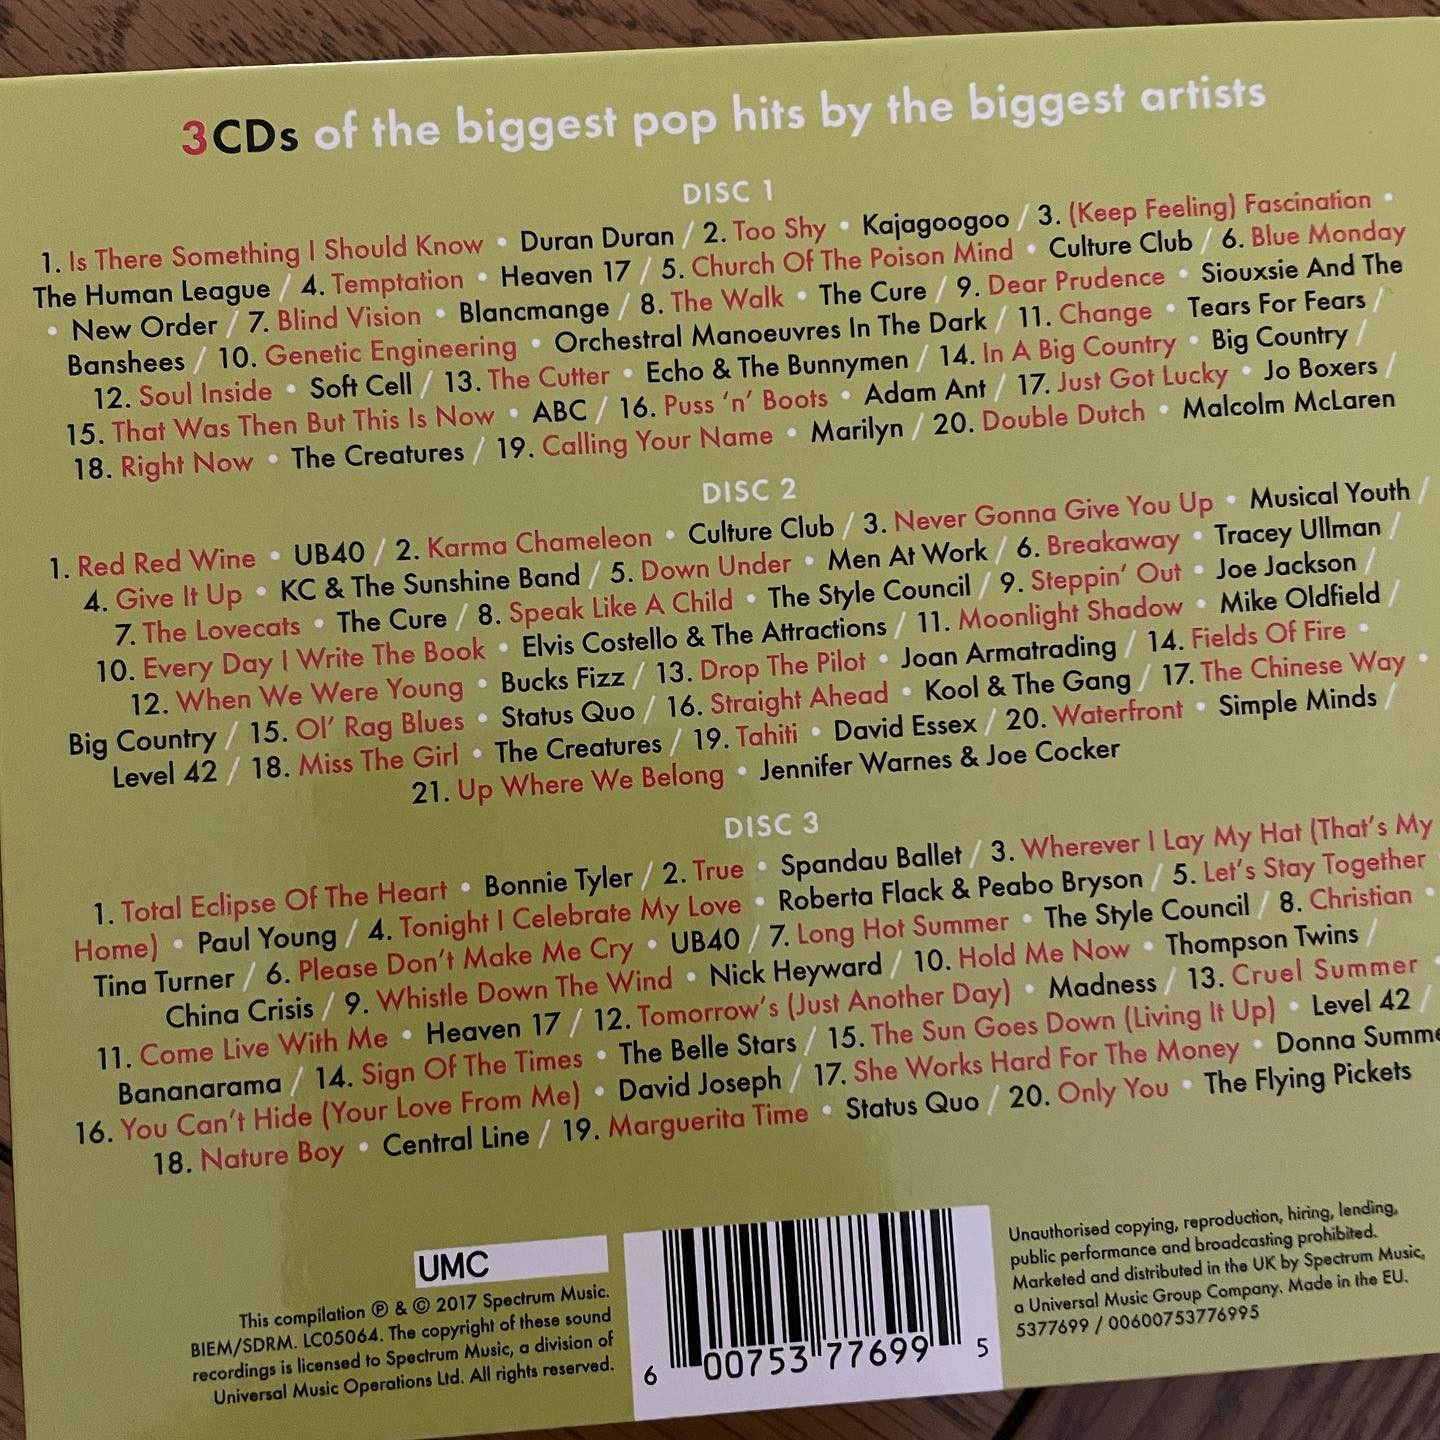 3CDs of the biggest pop hits by the biggest artists
DISC 1
1. Is There Something I Should Know • Duran Duran / 2. Too Shy • Kajagoogoo / 3. (Keep Feeling) Fascination •
The Human League / 4. Temptation • Heaven 17 / 5. Church Of The Poison Mind • Culture Club / 6. Blue Monday
• New Order / 7. Blind Vision • Blancmange / 8. The Walk • The Cure / 9. Dear Prudence • Siouxsie And The
Banshees / 10. Genetic Engineering • Orchestral Manoeuvres In The Dark / 11. Change • Tears For Fears /
12. Soul Inside • Soft Cell / 13. The Cutter • Echo & The Bunnymen / 14. In A Big Country • Big Country /
15. That Was Then But This Is Now • ABC / 16. Puss 'n' Boots • Adam Ant / 17. Just Got Lucky • Jo Boxers /
18. Right Now • The Creatures / 19. Calling Your Name • Marilyn / 20. Double Dutch • Malcolm McLaren
DISC 2
1. Red Red Wine • UB40 / 2. Karma Chameleon • Culture Club / 3. Never Gonna Give You Up • Musical Youth /
4. Give It Up • KC & The Sunshine Band / 5. Down Under • Men At Work / 6. Breakaway • Tracey Ullman /
7. The Lovecats • The Cure / 8. Speak Like A Child • The Style Council / 9. Steppin' Out • Joe Jackson /
10. Every Day I Write The Book • Elvis Costello & The Attractions / 11. Moonlight Shadow • Mike Oldfield /
12. When We Were Young • Bucks Fizz / 13. Drop The Pilot • Joan Armatrading / 14. Fields Of Fire •
Big Country / 15. Ol' Rag Blues • Status Quo / 16. Straight Ahead • Kool & The Gang / 17. The Chinese Way •
Level 42 / 18. Miss The Girl • The Creatures / 19. Tahiti • David Essex / 20. Waterfront • Simple Minds /
21. Up Where We Belong • Jennifer Warnes & Joe Cocker
DISC 3
1. Total Eclipse Of The Heart • Bonnie Tyler / 2. True • Spandau Ballet / 3. Wherever I Lay My Hat (That's My
Home) • Paul Young / 4. Tonight I Celebrate My Love • Roberta Flack & Peabo Bryson / 5. Let's Stay Together
Tina Turner / 6. Please Don't Make Me Cry • UB40 / 7. Long Hot Summer • The Style Council / 8. Christian •
China Crisis / 9. Whistle Down The Wind • Nick Heyward / 10. Hold Me Now • Thompson Twins /
11. Come Live With Me • Heaven 17 / 12. Tomorrow's (Just Another Day) • Madness / 13. Cruel Summer •
Bananarama / 14. Sign Of The Times • The Belle Stars / 15. The Sun Goes Down (Living It Up) • Level 42 /
16. You Can't Hide (Your Love From Me) • David Joseph / 17. She Works Hard For The Money • Donna Summe
18. Nature Boy • Central Line / 19. Marguerita Time • Status Quo / 20. Only You • The Flying Pickets
UMC
This compilation ℗ & © 2017 Spectrum Music.
BIEM/SDRM. LC05064. The copyright of these sound
recordings is licensed to Spectrum Music, a division of
Universal Music Operations Ltd. All rights reserved.
6 00753 77699 5
Unauthorised copying, reproduction, hiring, lending,
public performance and broadcasting prohibited.
Marketed and distributed in the UK by Spectrum Music,
a Universal Music Group Company. Made in the EU.
5377699 / 00600753776995